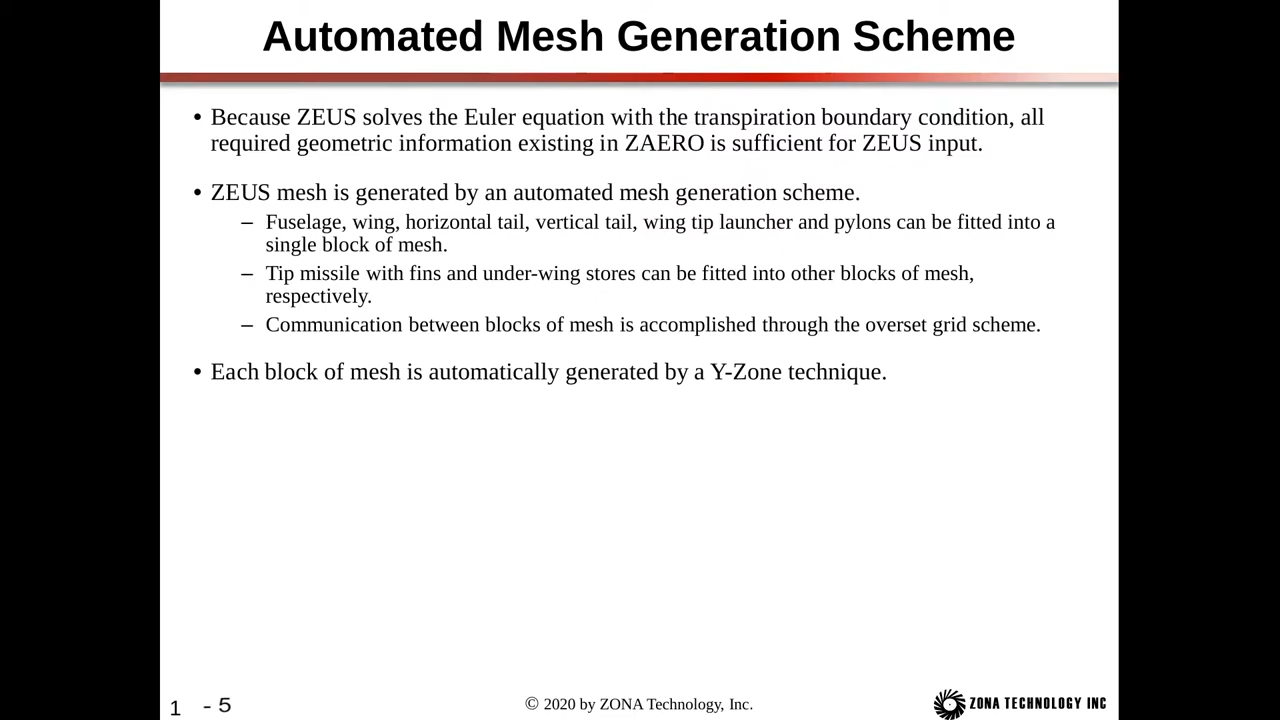 Automated Mesh Generation Scheme
• Because ZEUS solves the Euler equation with the transpiration boundary condition, all
required geometric information existing in ZAERO is sufficient for ZEUS input.
• ZEUS mesh is generated by an automated mesh generation scheme.
– Fuselage, wing, horizontal tail, vertical tail, wing tip launcher and pylons can be fitted into a
single block of mesh.
– Tip missile with fins and under-wing stores can be fitted into other blocks of mesh,
respectively.
– Communication between blocks of mesh is accomplished through the overset grid scheme.
• Each block of mesh is automatically generated by a Y-Zone technique.
1 - 5
© 2020 by ZONA Technology, Inc.
ZONA TECHNOLOGY INC